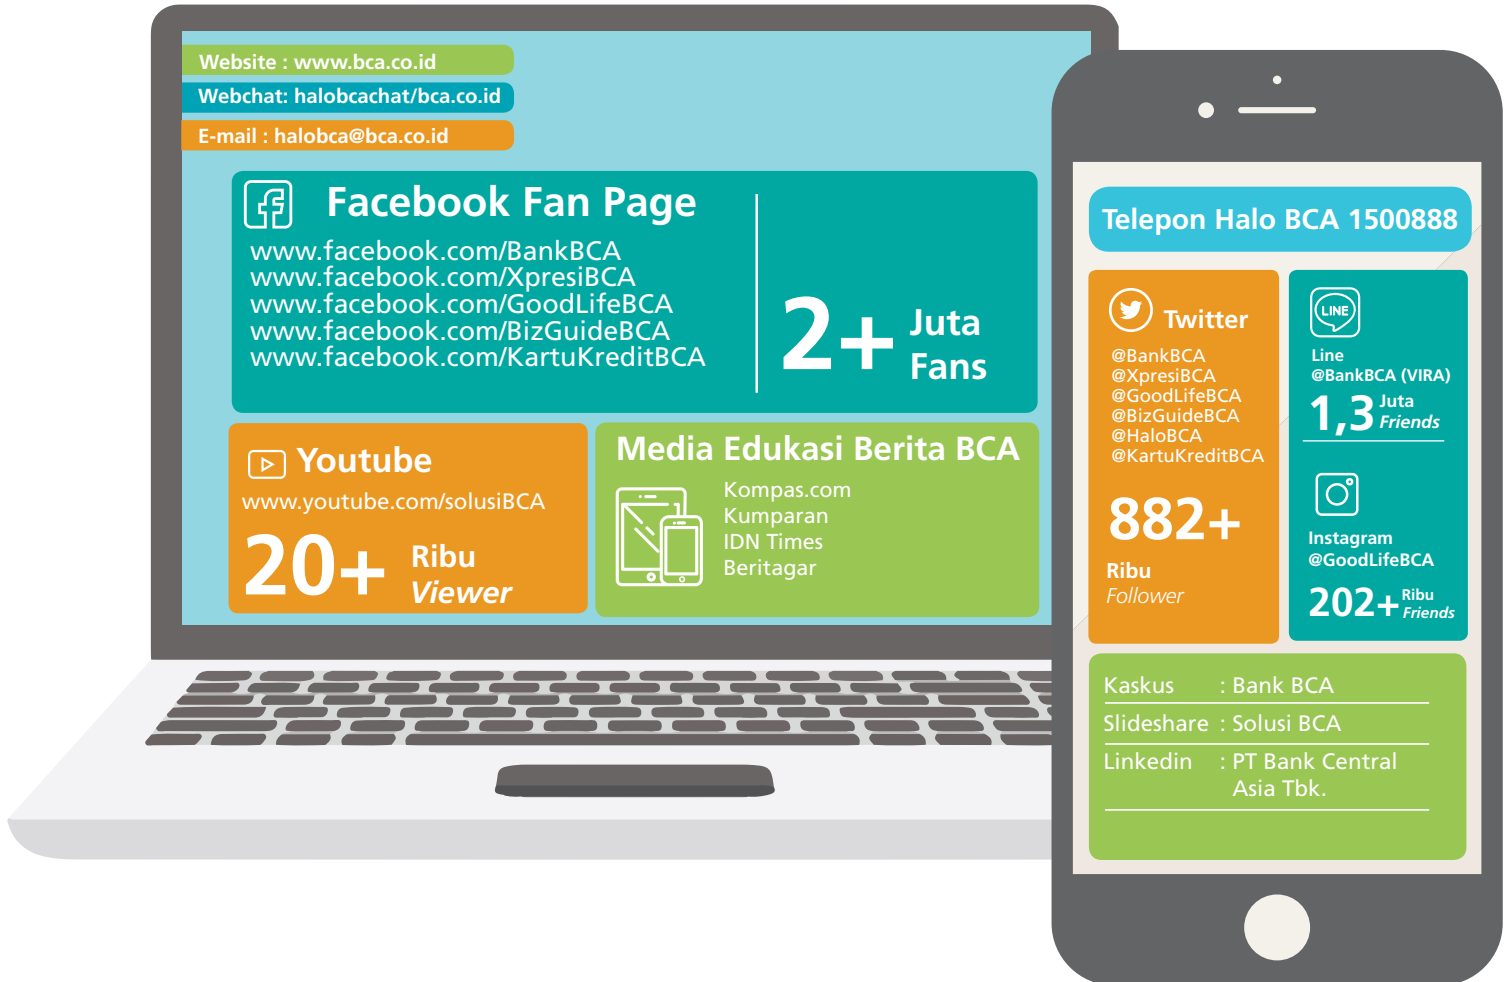 Website : www.bca.co.id
Webchat: halobcachat/bca.co.id
E-mail : halobca@bca.co.id
Facebook Fan Page
www.facebook.com/BankBCA
www.facebook.com/XpresiBCA
www.facebook.com/GoodLifeBCA
www.facebook.com/BizGuideBCA
www.facebook.com/KartuKreditBCA
2+ Juta
Fans
Youtube
www.youtube.com/solusiBCA
20+ Ribu
Viewer
Media Edukasi Berita BCA
Kompas.com
Kumparan
IDN Times
Beritagar
Telepon Halo BCA 1500888
Twitter
@BankBCA
@XpresiBCA
@GoodLifeBCA
@BizGuideBCA
@HaloBCA
@KartuKreditBCA
882+
Ribu
Follower
LINE
Line
@BankBCA (VIRA)
1,3 Juta
Friends
Instagram
@GoodLifeBCA
202+ Ribu
Friends
Kaskus : Bank BCA
Slideshare : Solusi BCA
Linkedin : PT Bank Central
Asia Tbk.